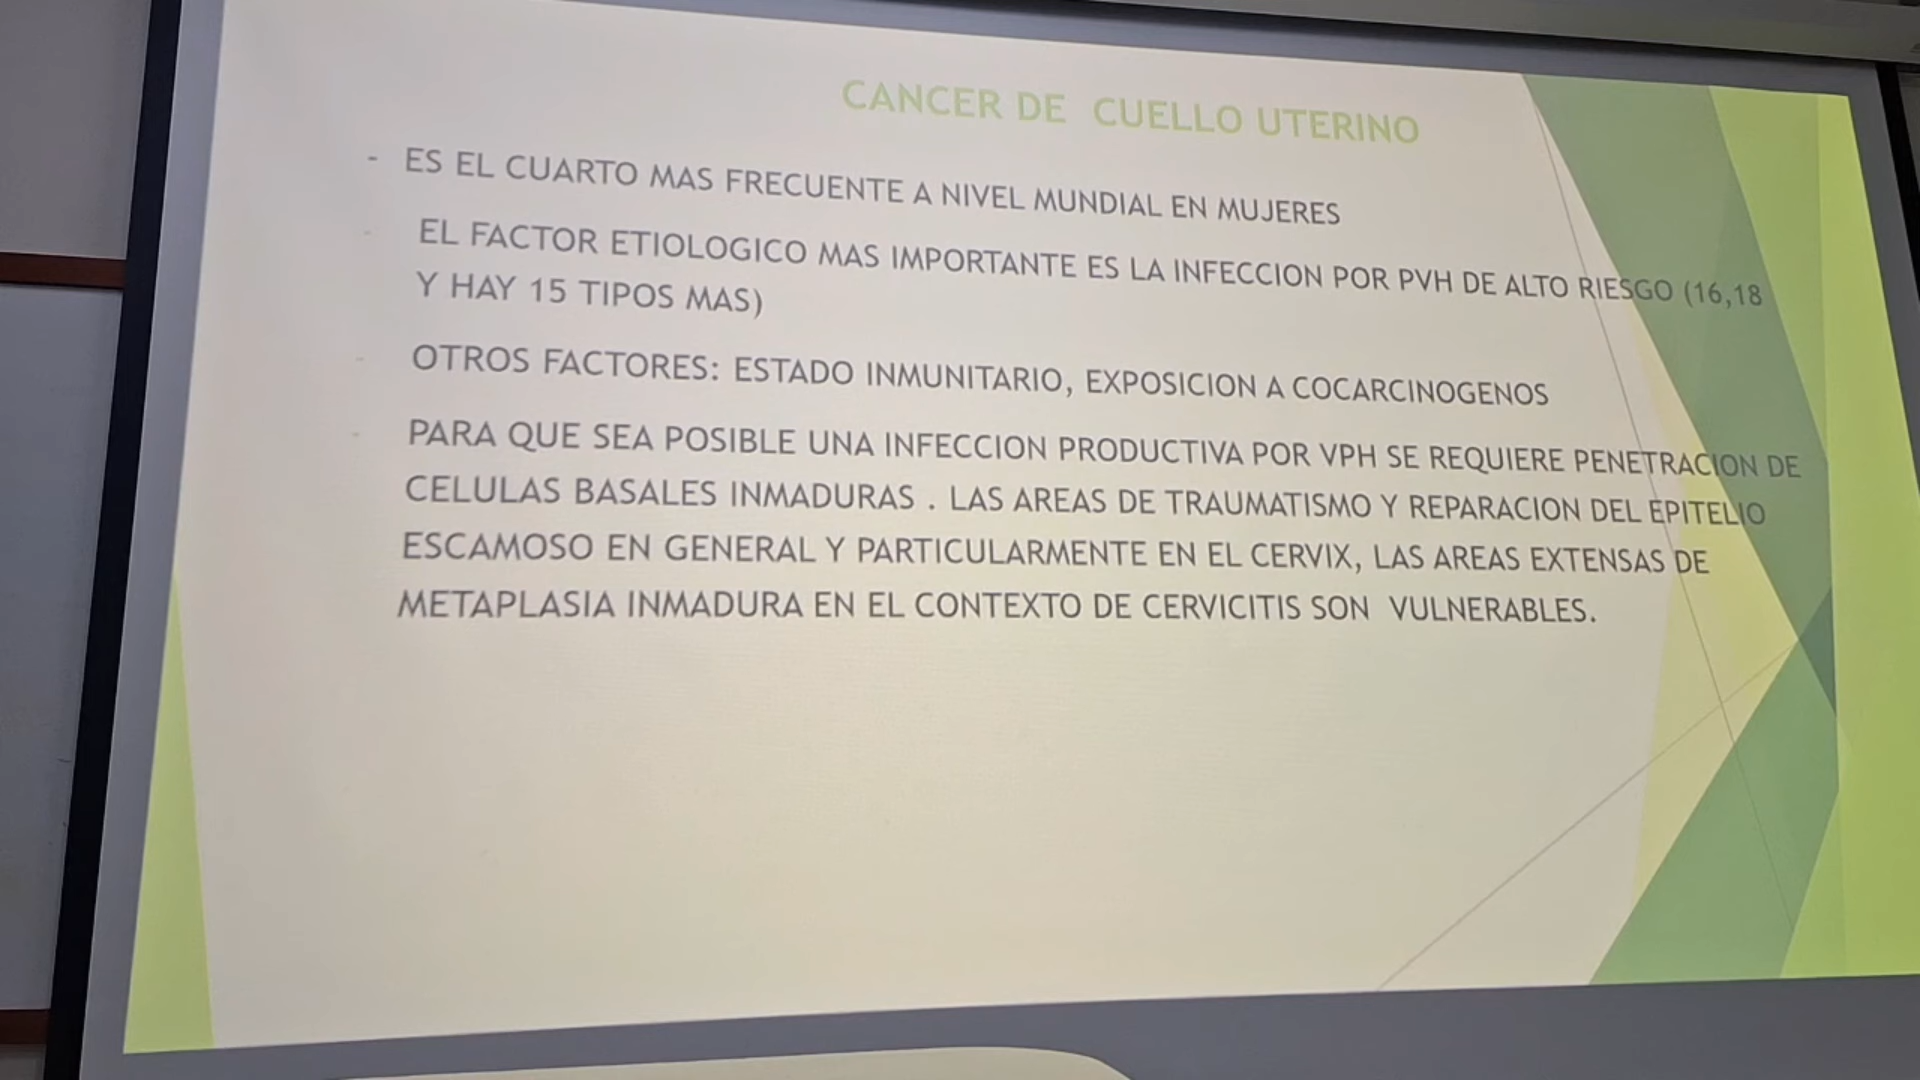 CANCER DE CUELLO UTERINO
- ES EL CUARTO MAS FRECUENTE A NIVEL MUNDIAL EN MUJERES
- EL FACTOR ETIOLOGICO MAS IMPORTANTE ES LA INFECCION POR PVH DE ALTO RIESGO (16,18
Y HAY 15 TIPOS MAS)
- OTROS FACTORES: ESTADO INMUNITARIO, EXPOSICION A COCARCINOGENOS
- PARA QUE SEA POSIBLE UNA INFECCION PRODUCTIVA POR VPH SE REQUIERE PENETRACION DE
CELULAS BASALES INMADURAS . LAS AREAS DE TRAUMATISMO Y REPARACION DEL EPITELIO
ESCAMOSO EN GENERAL Y PARTICULARMENTE EN EL CERVIX, LAS AREAS EXTENSAS DE
METAPLASIA INMADURA EN EL CONTEXTO DE CERVICITIS SON VULNERABLES.